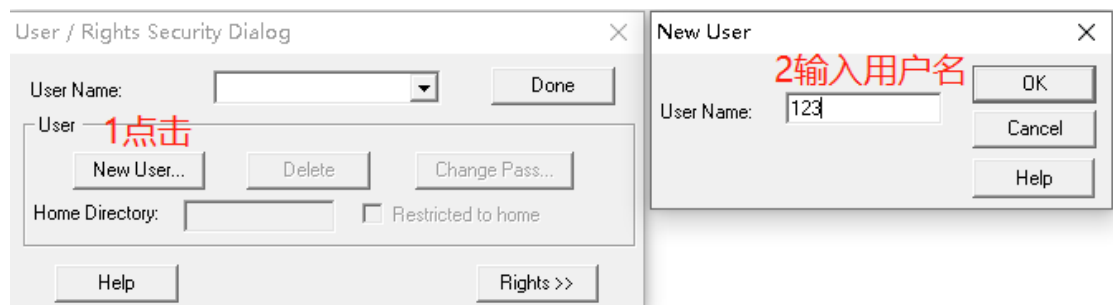 User / Rights Security Dialog
User Name:
Done
User
1点击
New User...
Delete
Change Pass...
Home Directory:
Restricted to home
Help
Rights >>
New User
2输入用户名
OK
User Name:
123
Cancel
Help